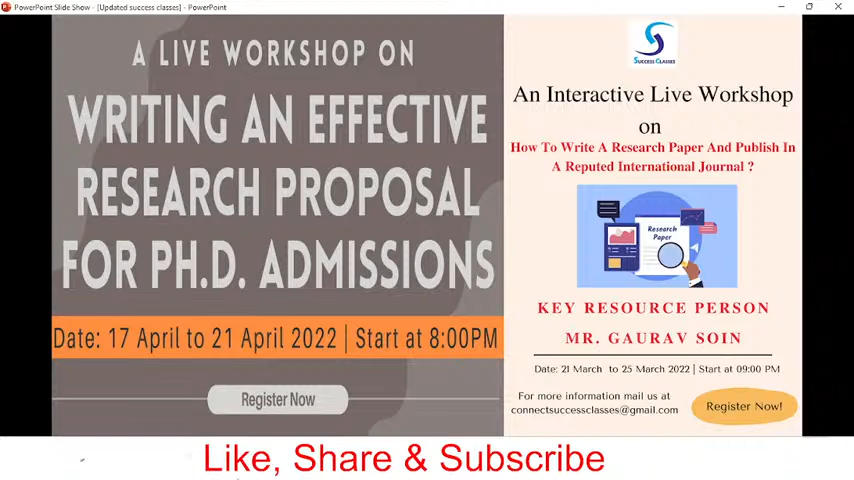 PowerPoint Slide Show - [Updated success classes] - PowerPoint
A LIVE WORKSHOP ON
WRITING AN EFFECTIVE
RESEARCH PROPOSAL
FOR PH.D. ADMISSIONS
Date: 17 April to 21 April 2022 | Start at 8:00PM
Register Now
SUCCESS CLASSES
An Interactive Live Workshop
on
How To Write A Research Paper And Publish In
A Reputed International Journal ?
Research
Paper
KEY RESOURCE PERSON
MR. GAURAV SOIN
Date: 21 March to 25 March 2022 | Start at 09:00 PM
For more information mail us at
connectsuccessclasses@gmail.com
Register Now!
Like, Share & Subscribe